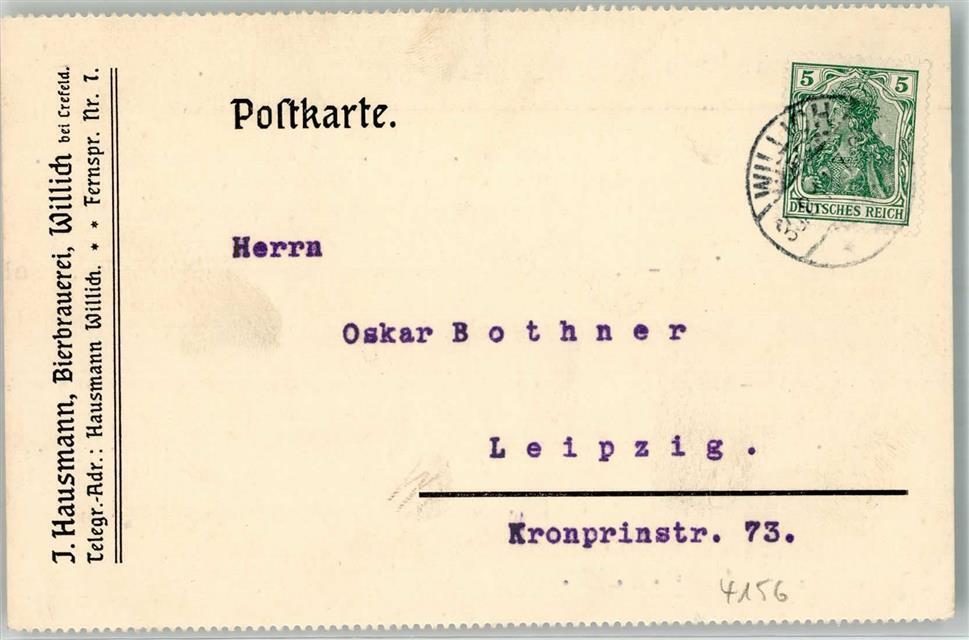 J. Hausmann, Bierbrauerei, Willich bei Crefeld.
Telegr.-Adr.: Hausmann Willich. * * Fernspr. Nr. 7.
Poſtkarte.
5 5
DEUTSCHES REICH
WILLICH
Herrn
Oskar Bothner
Leipzig.
Kronprinstr. 73.
4156